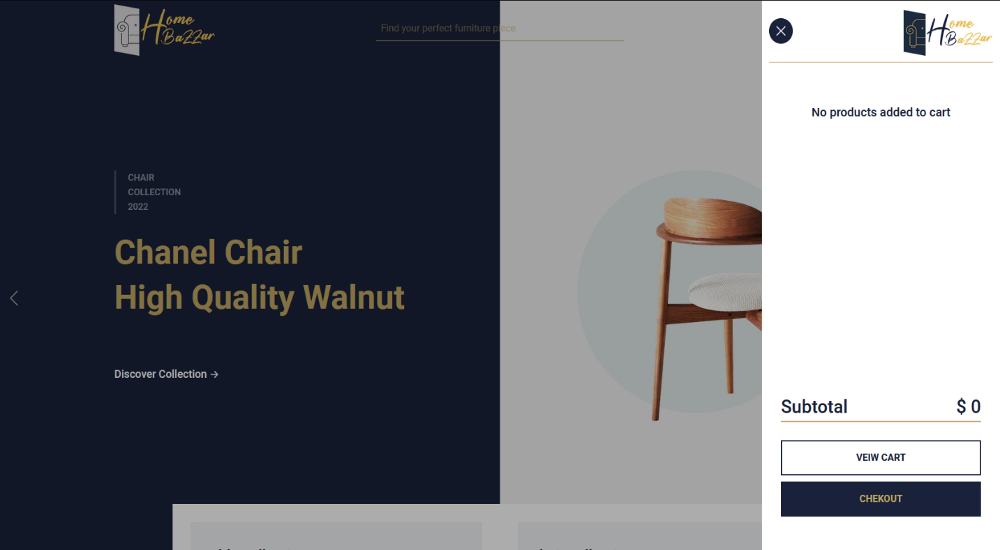 Home
BaZZar
Find your perfect furniture piece
Home
BaZZar
No products added to cart
CHAIR
COLLECTION
2022
Chanel Chair
High Quality Walnut
Discover Collection →
Subtotal $ 0
VEIW CART
CHEKOUT